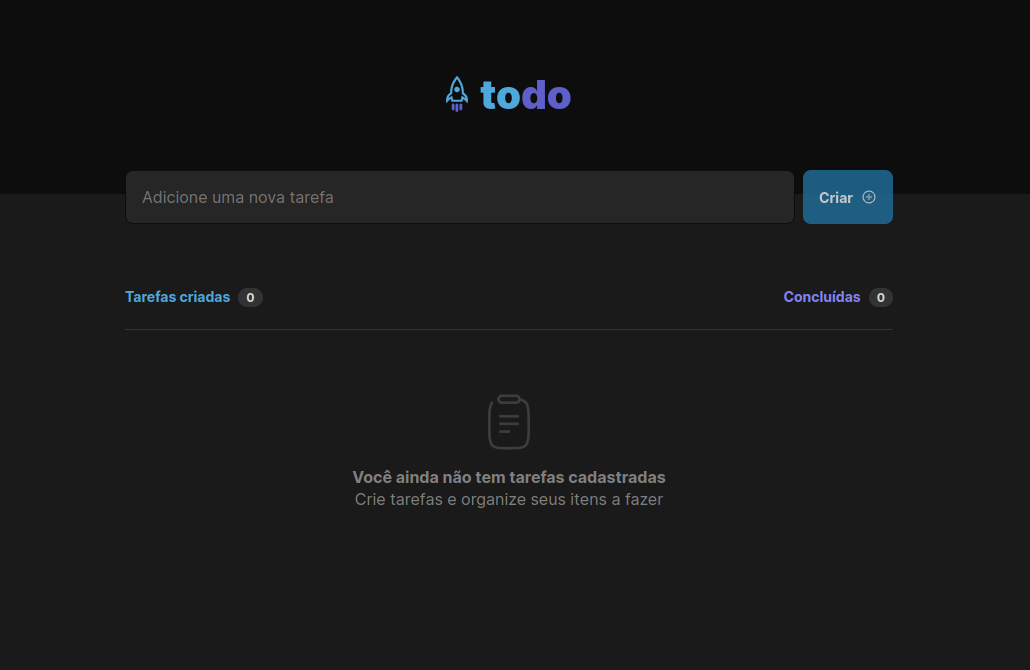 todo
Adicione uma nova tarefa
Criar
Tarefas criadas 0
Concluídas 0
Você ainda não tem tarefas cadastradas
Crie tarefas e organize seus itens a fazer